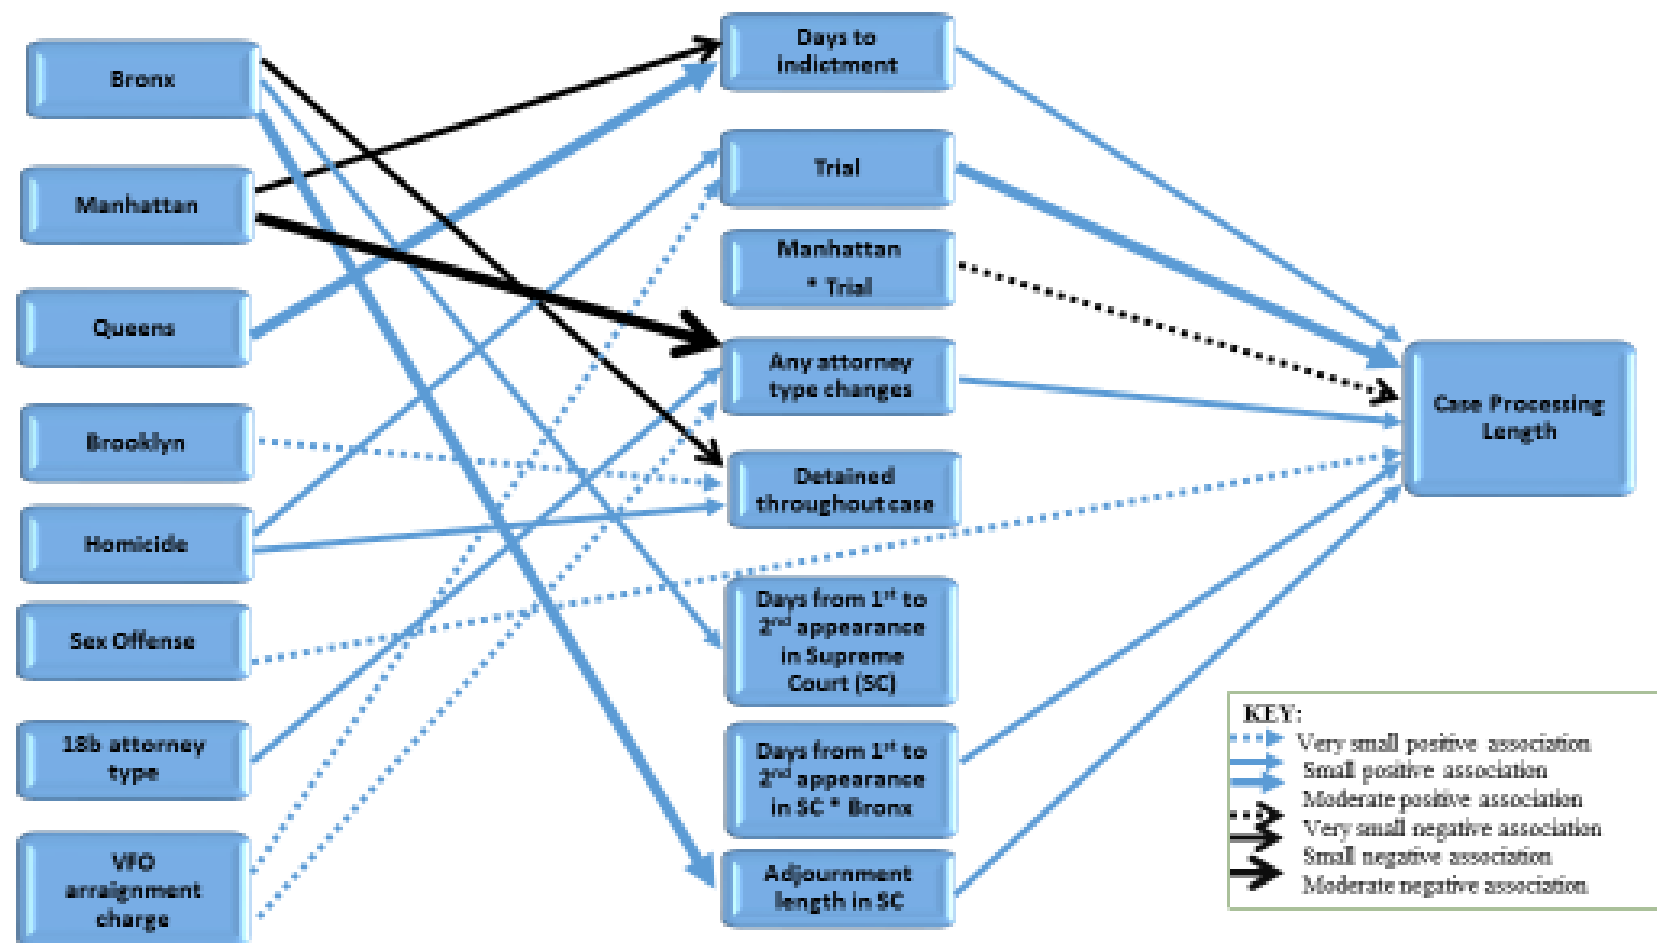 Bronx
Manhattan
Queens
Brooklyn
Homicide
Sex Offense
18b attorney
type
VFO
arraignment
charge
Days to
indictment
Trial
Manhattan
* Trial
Any attorney
type changes
Detained
throughout case
Days from 1st to
2nd appearance
in Supreme
Court (SC)
Days from 1st to
2nd appearance
in SC * Bronx
Adjournment
length in SC
Case Processing
Length
KEY:
Very small positive association
Small positive association
Moderate positive association
Very small negative association
Small negative association
Moderate negative association